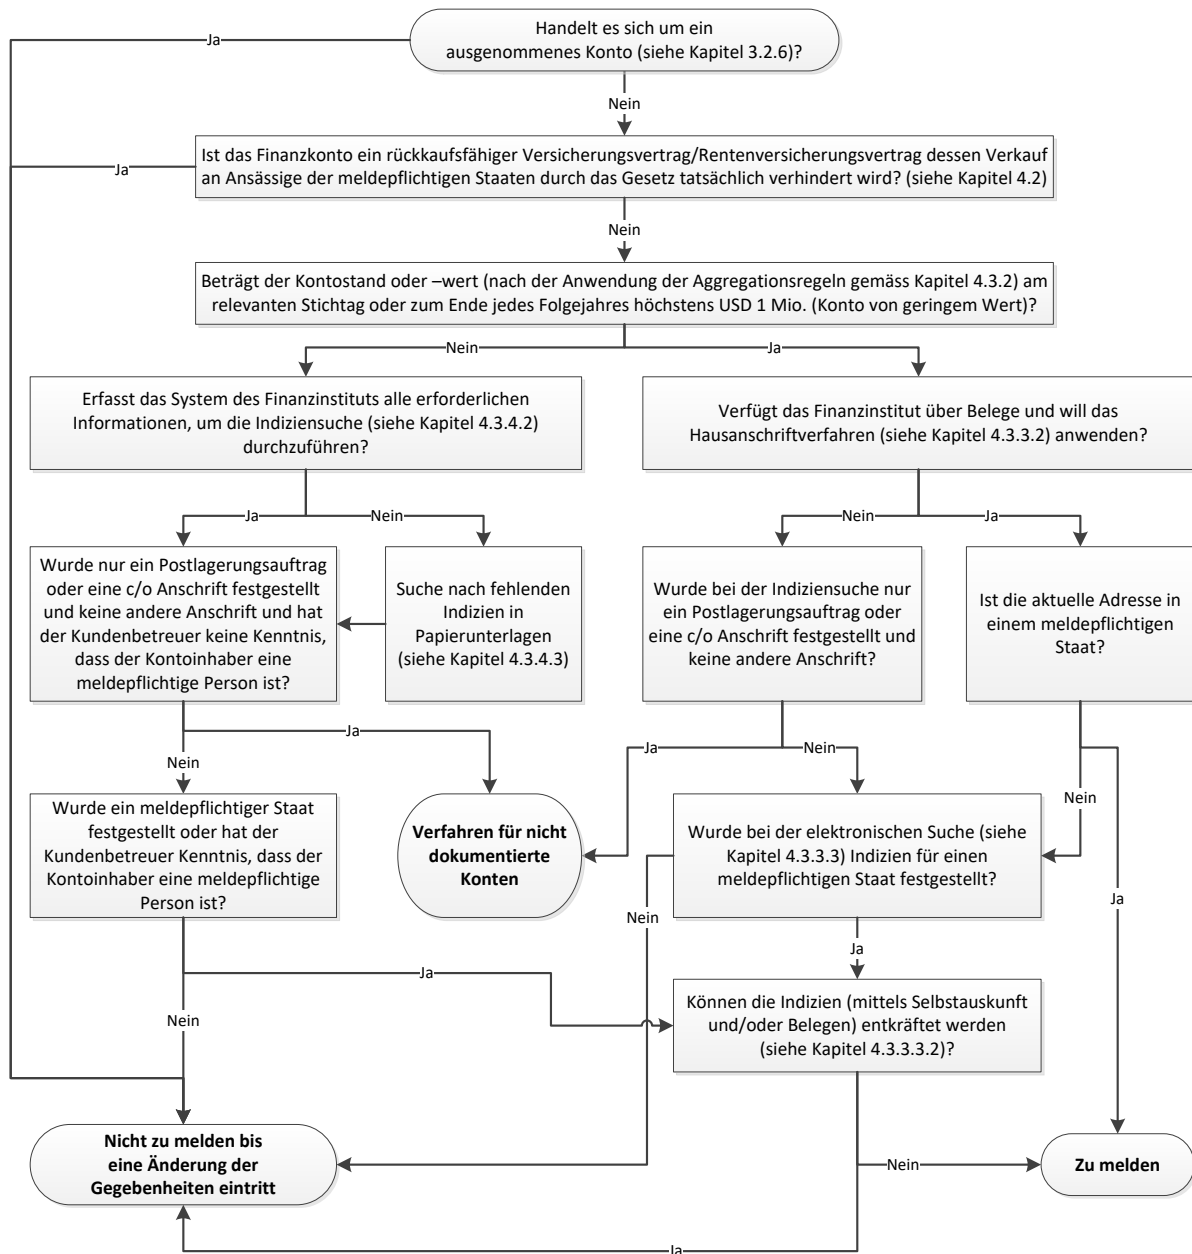 Handelt es sich um ein
ausgenommenes Konto (siehe Kapitel 3.2.6)?
Ja
Nein
Ist das Finanzkonto ein rückkaufsfähiger Versicherungsvertrag/Rentenversicherungsvertrag dessen Verkauf
an Ansässige der meldepflichtigen Staaten durch das Gesetz tatsächlich verhindert wird? (siehe Kapitel 4.2)
Ja
Nein
Beträgt der Kontostand oder –wert (nach der Anwendung der Aggregationsregeln gemäss Kapitel 4.3.2) am
relevanten Stichtag oder zum Ende jedes Folgejahres höchstens USD 1 Mio. (Konto von geringem Wert)?
Nein
Ja
Erfasst das System des Finanzinstituts alle erforderlichen
Informationen, um die Indiziensuche (siehe Kapitel 4.3.4.2)
durchzuführen?
Verfügt das Finanzinstitut über Belege und will das
Hausanschriftverfahren (siehe Kapitel 4.3.3.2) anwenden?
Ja
Nein
Nein
Ja
Wurde nur ein Postlagerungsauftrag
oder eine c/o Anschrift festgestellt
und keine andere Anschrift und hat
der Kundenbetreuer keine Kenntnis,
dass der Kontoinhaber eine
meldepflichtige Person ist?
Suche nach fehlenden
Indizien in
Papierunterlagen
(siehe Kapitel 4.3.4.3)
Wurde bei der Indiziensuche nur
ein Postlagerungsauftrag oder
eine c/o Anschrift festgestellt und
keine andere Anschrift?
Ist die aktuelle Adresse in
einem meldepflichtigen
Staat?
Ja
Nein
Ja
Nein
Nein
Wurde ein meldepflichtiger Staat
festgestellt oder hat der
Kundenbetreuer Kenntnis, dass der
Kontoinhaber eine meldepflichtige
Person ist?
Verfahren für nicht
dokumentierte
Konten
Wurde bei der elektronischen Suche (siehe
Kapitel 4.3.3.3) Indizien für einen
meldepflichtigen Staat festgestellt?
Ja
Nein
Ja
Ja
Nein
Können die Indizien (mittels Selbstauskunft
und/oder Belegen) entkräftet werden
(siehe Kapitel 4.3.3.3.2)?
Nicht zu melden bis
eine Änderung der
Gegebenheiten eintritt
Nein
Zu melden
Ja